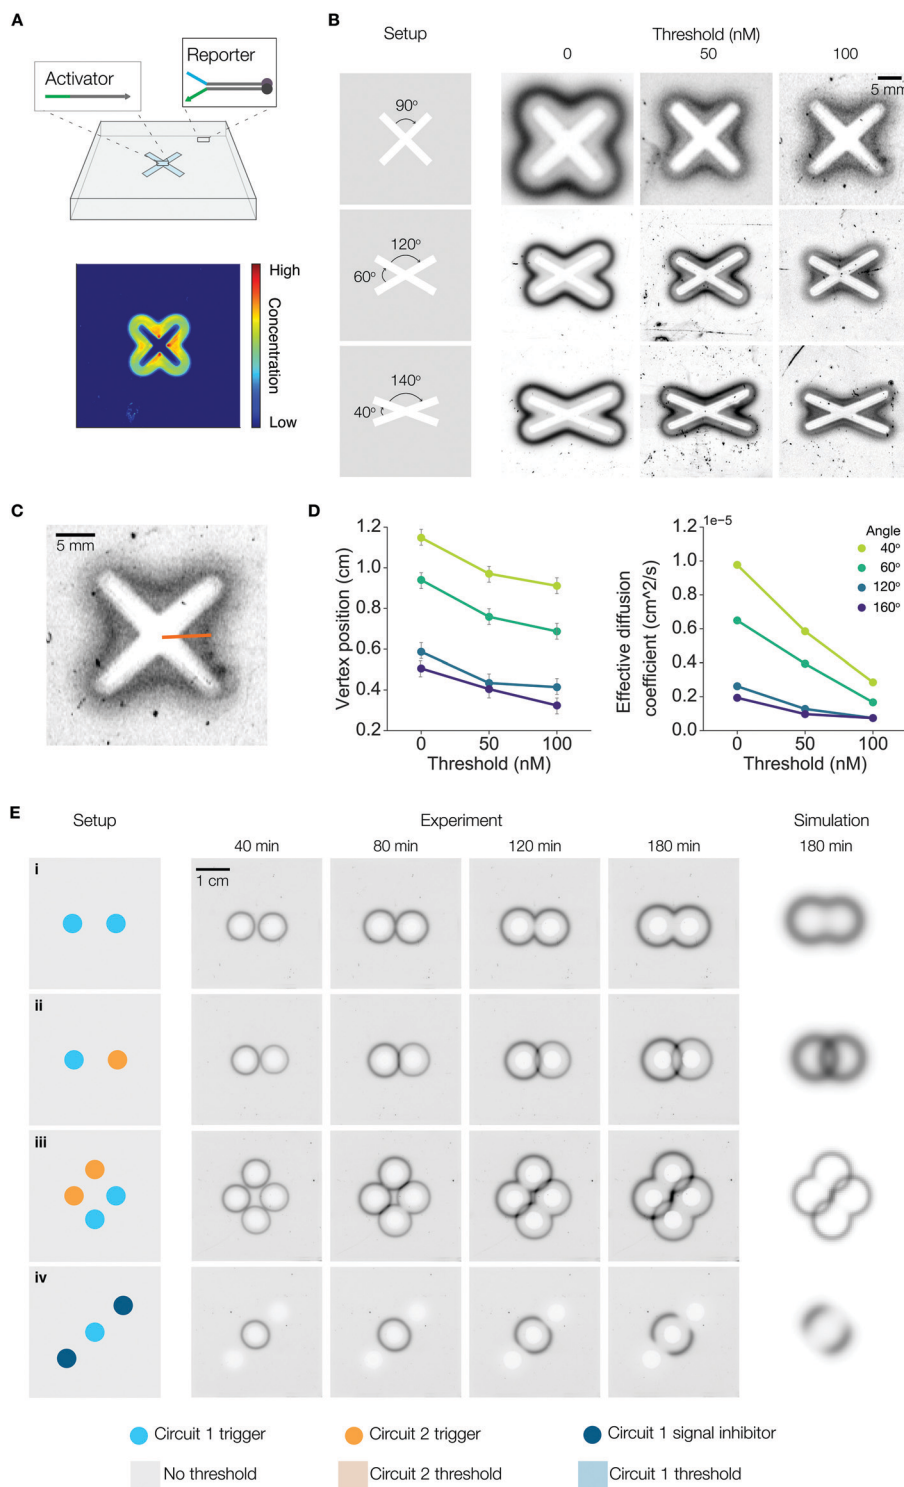 A
Activator
Reporter
High
Concentration
Low
B
Setup
Threshold (nM)
0
50
100
5 mm
90°
120°
60°
140°
40°
C
5 mm
D
Vertex position (cm)
1.2
1.0
0.8
0.6
0.4
0.2
0
50
100
Threshold (nM)
Effective diffusion
coefficient (cm^2/s)
1e−5
1.2
1.0
0.8
0.6
0.4
0.2
0.0
0
50
100
Threshold (nM)
Angle
40°
60°
120°
160°
E
Setup
Experiment
Simulation
40 min
80 min
120 min
180 min
180 min
i
1 cm
ii
iii
iv
Circuit 1 trigger
Circuit 2 trigger
Circuit 1 signal inhibitor
No threshold
Circuit 2 threshold
Circuit 1 threshold